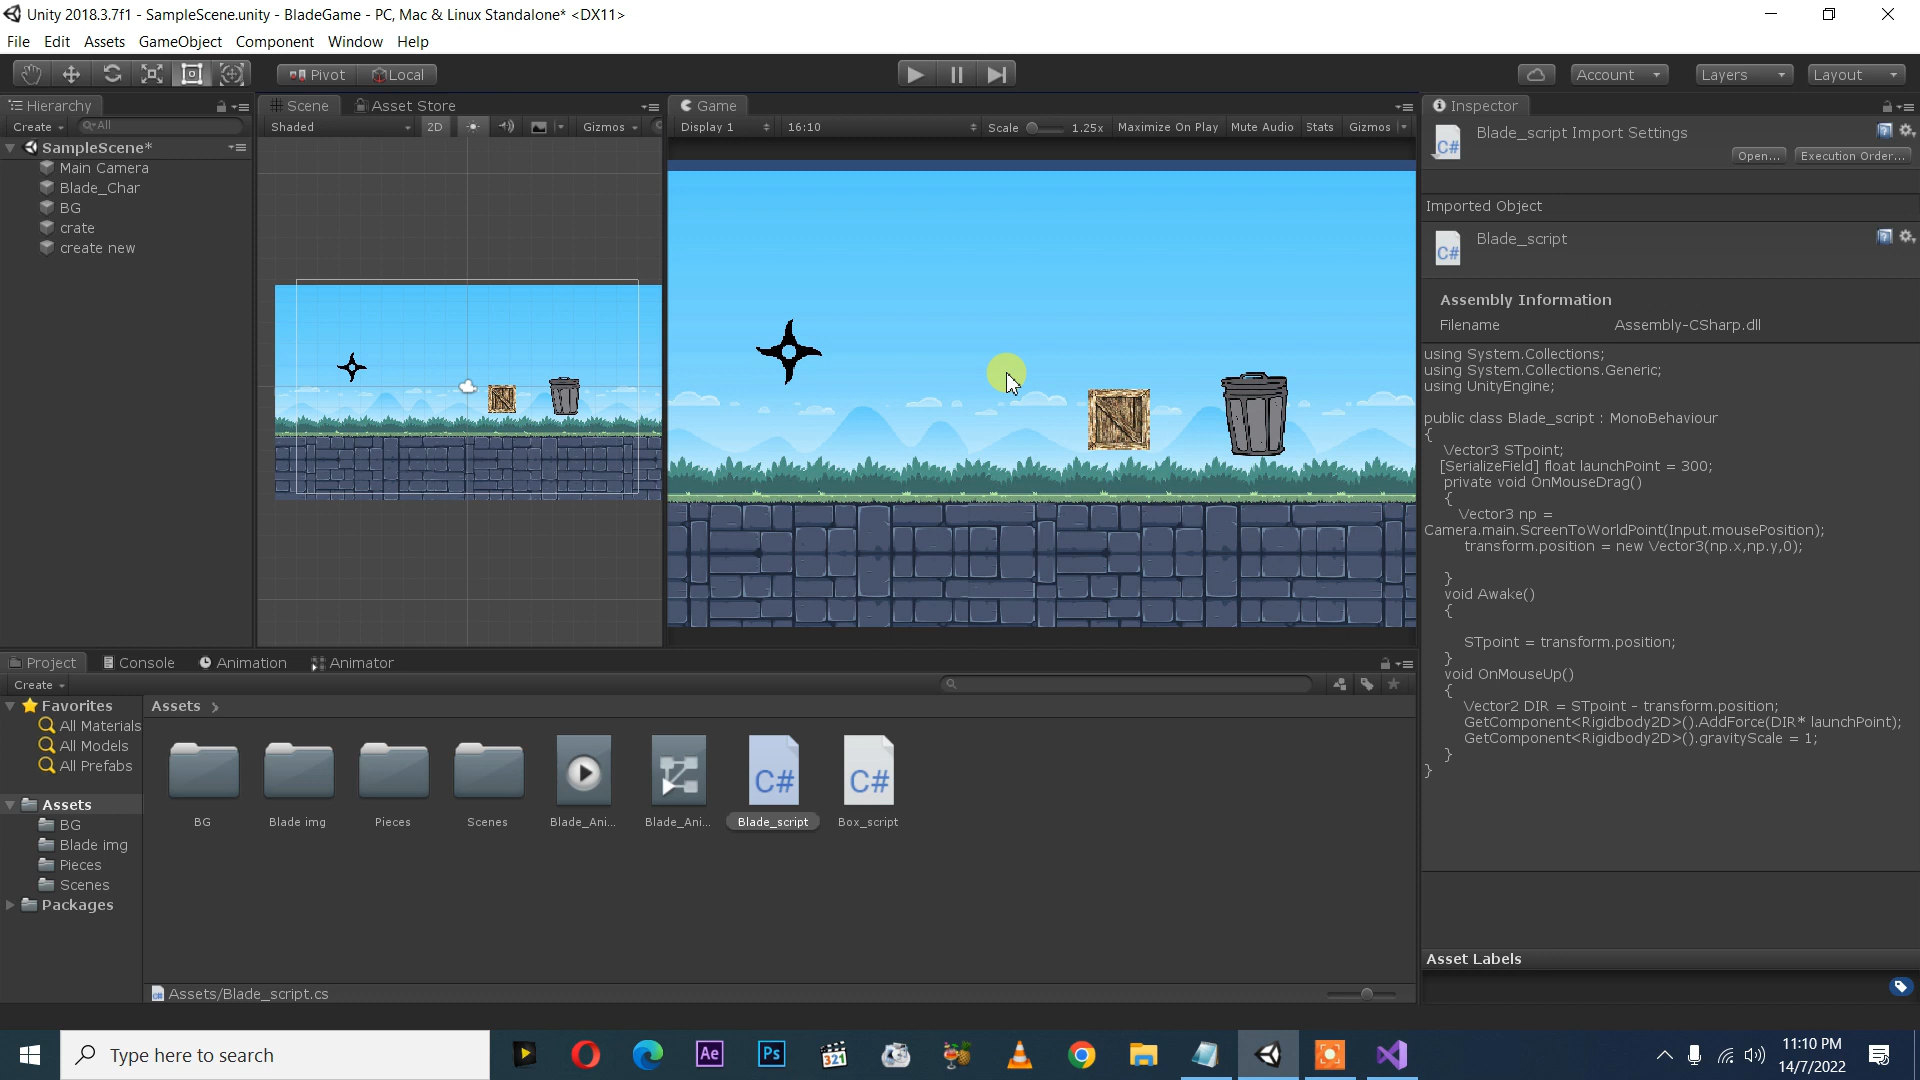 Unity 2018.3.7f1 - SampleScene.unity - BladeGame - PC, Mac & Linux Standalone* <DX11>
File Edit Assets GameObject Component Window Help
Pivot Local Account Layers Layout
Hierarchy Scene Asset Store Game Inspector
Create All Shaded 2D Gizmos Display 1 16:10 Scale 1.25x Maximize On Play Mute Audio Stats Gizmos
Blade_script Import Settings
Open... Execution Order...
SampleScene*
Main Camera
Blade_Char
BG
crate
create new
Imported Object
Blade_script
C#
C#
Assembly Information
Filename Assembly-CSharp.dll
using System.Collections;
using System.Collections.Generic;
using UnityEngine;
public class Blade_script : MonoBehaviour
{
Vector3 STpoint;
[SerializeField] float launchPoint = 300;
private void OnMouseDrag()
{
Vector3 np =
Camera.main.ScreenToWorldPoint(Input.mousePosition);
transform.position = new Vector3(np.x,np.y,0);
}
void Awake()
{
STpoint = transform.position;
}
void OnMouseUp()
{
Vector2 DIR = STpoint - transform.position;
GetComponent<Rigidbody2D>().AddForce(DIR* launchPoint);
GetComponent<Rigidbody2D>().gravityScale = 1;
}
}
Project Console Animation Animator
Create
Favorites
All Materials
All Models
All Prefabs
Assets
BG
Blade img
Pieces
Scenes
Packages
Assets
C# C#
BG Blade img Pieces Scenes Blade_Ani... Blade_Ani... Blade_script Box_script
Assets/Blade_script.cs
Asset Labels
Type here to search
Ae Ps 321
11:10 PM
14/7/2022